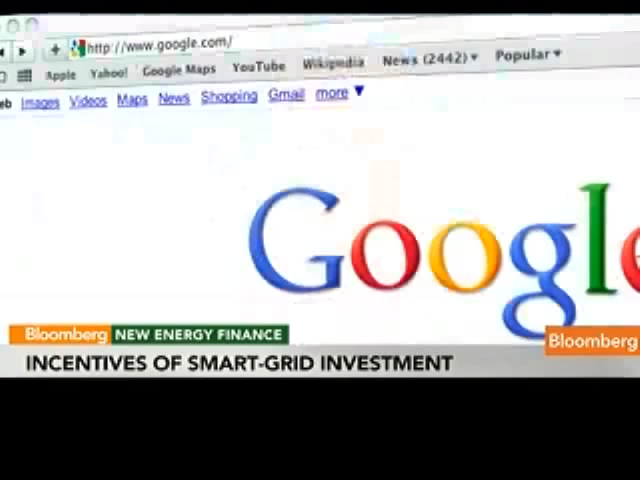 http://www.google.com/
Apple Yahoo! Google Maps YouTube Wikipedia News (2442) Popular
eb Images Videos Maps News Shopping Gmail more
Google
Bloomberg NEW ENERGY FINANCE
Bloomberg
INCENTIVES OF SMART-GRID INVESTMENT